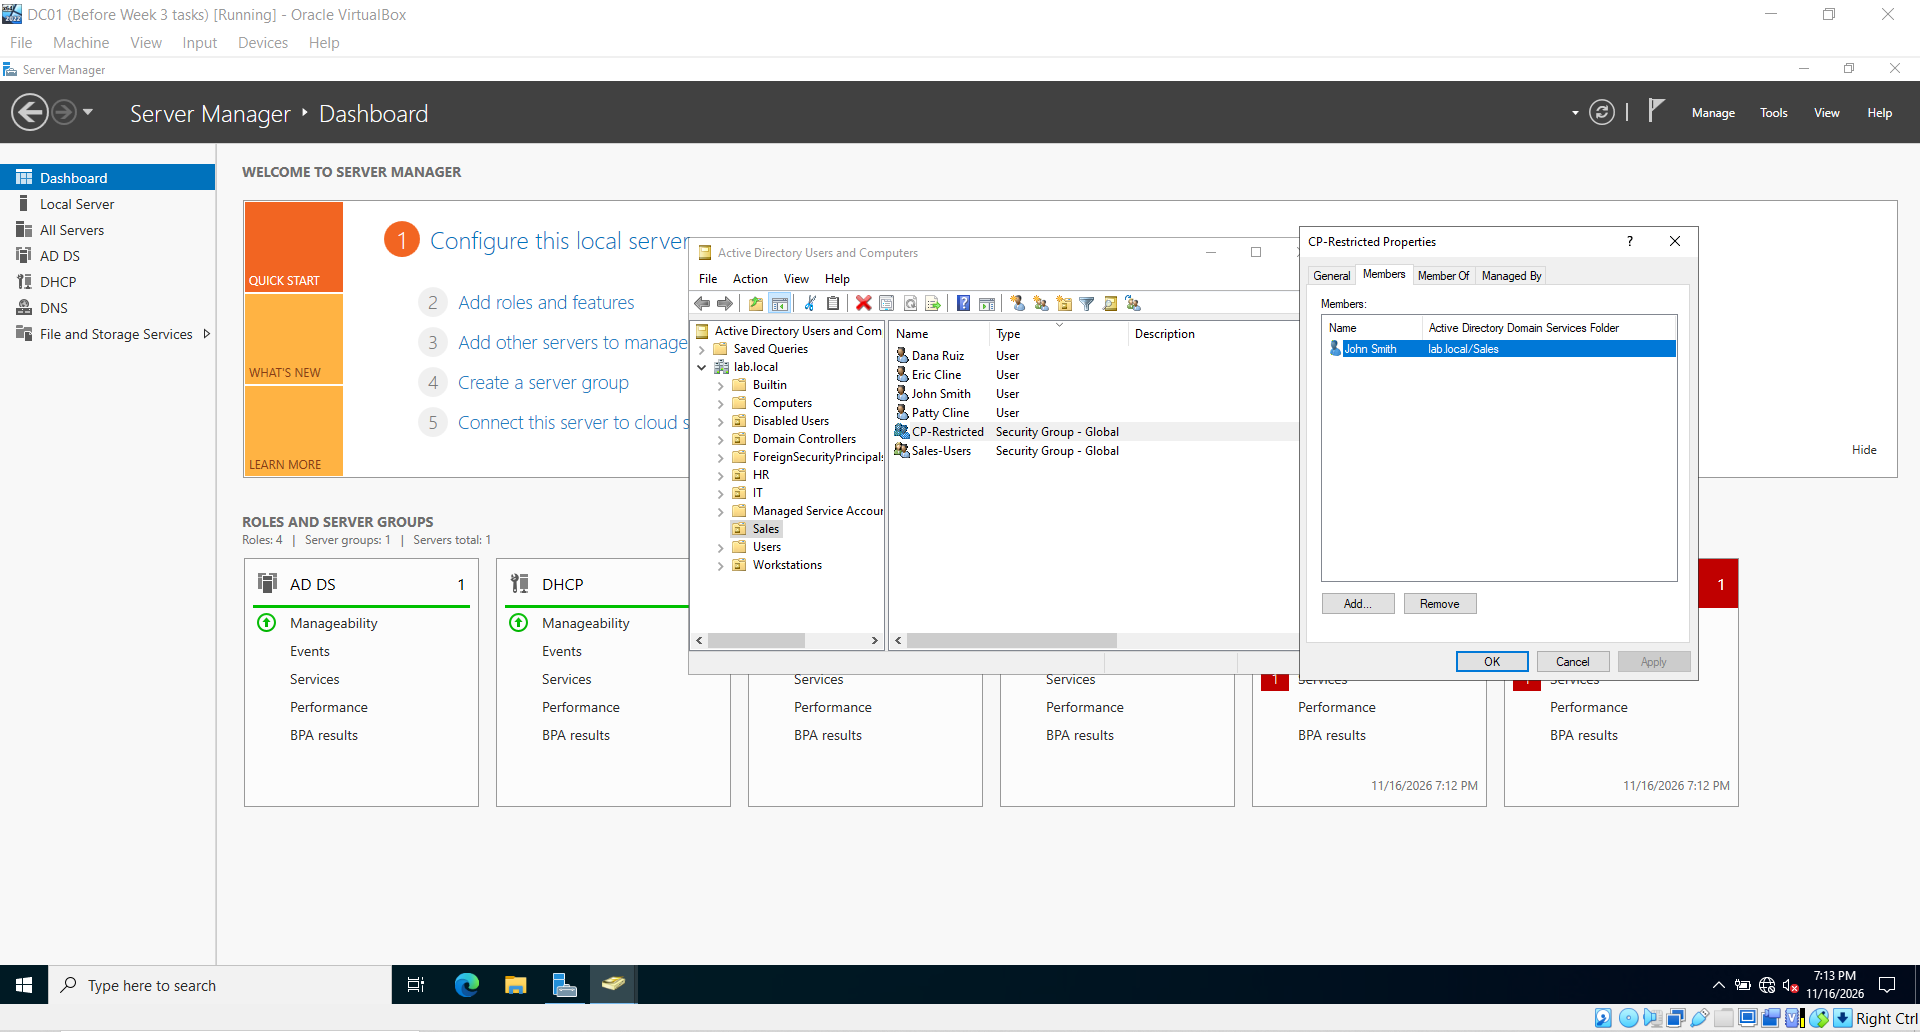 DC01 (Before Week 3 tasks) [Running] - Oracle VirtualBox
File Machine View Input Devices Help
Server Manager
Server Manager Dashboard
Manage Tools View Help
Dashboard
Local Server
All Servers
AD DS
DHCP
DNS
File and Storage Services
WELCOME TO SERVER MANAGER
QUICK START
WHAT'S NEW
LEARN MORE
1 Configure this local server
2 Add roles and features
3 Add other servers to manage
4 Create a server group
5 Connect this server to cloud s
Hide
ROLES AND SERVER GROUPS
Roles: 4 | Server groups: 1 | Servers total: 1
AD DS 1
Manageability
Events
Services
Performance
BPA results
DHCP
Manageability
Events
Services
Performance
BPA results
Services
Performance
BPA results
Services
Performance
BPA results
1 Services
Performance
BPA results
11/16/2026 7:12 PM
1
1 Services
Performance
BPA results
11/16/2026 7:12 PM
Active Directory Users and Computers
File Action View Help
Active Directory Users and Com
Saved Queries
lab.local
Builtin
Computers
Disabled Users
Domain Controllers
ForeignSecurityPrincipals
HR
IT
Managed Service Accour
Sales
Users
Workstations
Name Type Description
Dana Ruiz User
Eric Cline User
John Smith User
Patty Cline User
CP-Restricted Security Group - Global
Sales-Users Security Group - Global
CP-Restricted Properties
General Members Member Of Managed By
Members:
Name Active Directory Domain Services Folder
John Smith lab.local/Sales
Add... Remove
OK Cancel Apply
Type here to search
7:13 PM
11/16/2026
Right Ctrl